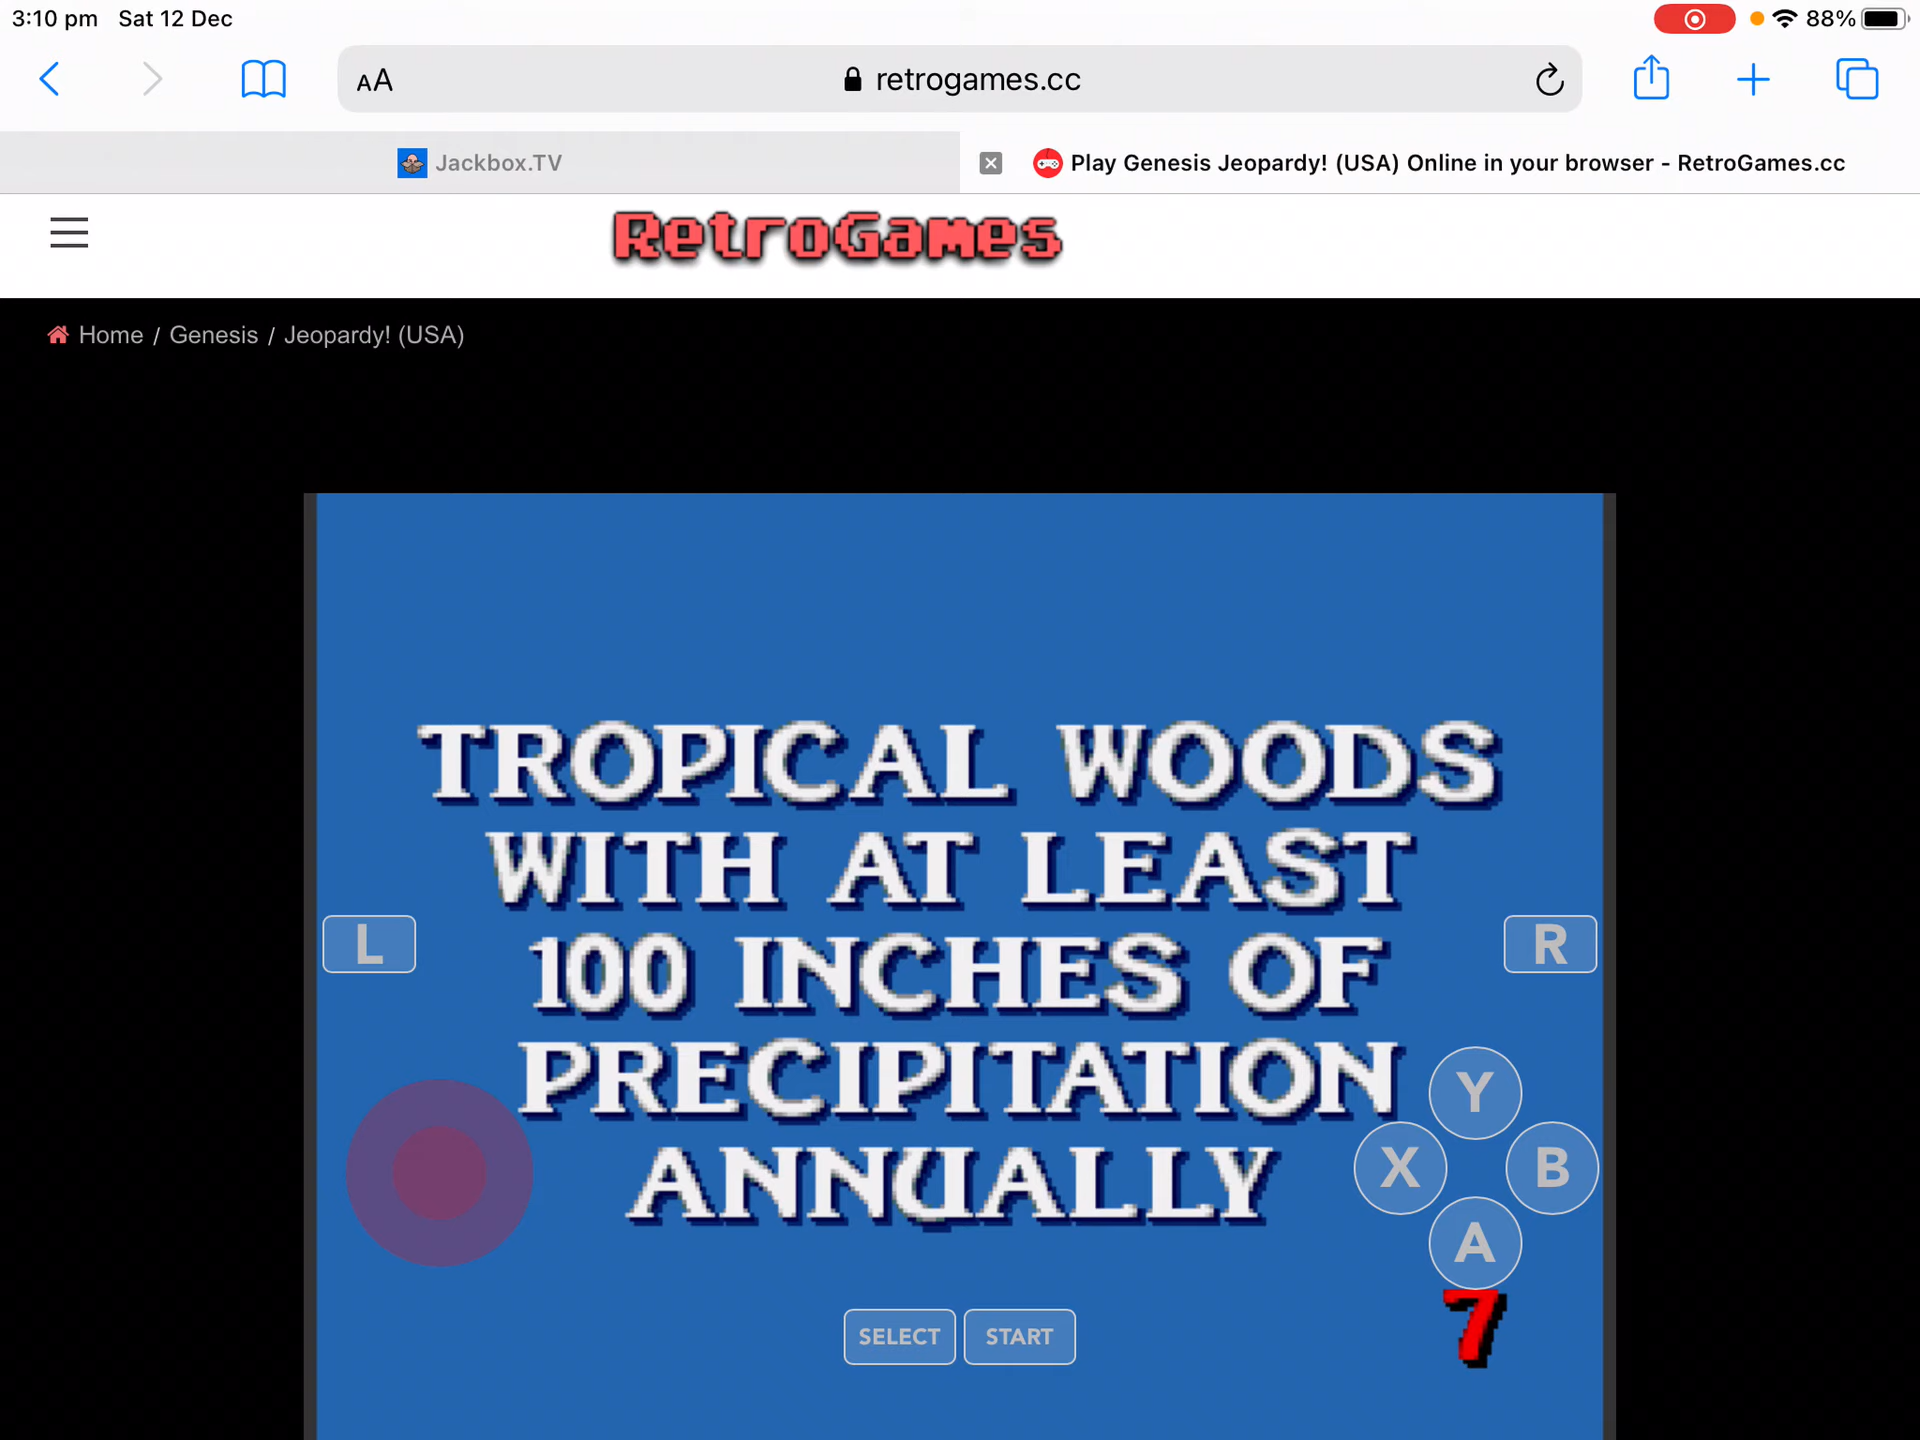 3:10 pm Sat 12 Dec 88%
AA retrogames.cc
Jackbox.TV Play Genesis Jeopardy! (USA) Online in your browser - RetroGames.cc
RetroGames
Home / Genesis / Jeopardy! (USA)
TROPICAL WOODS
WITH AT LEAST
100 INCHES OF
PRECIPITATION
ANNUALLY
L
R
Y
X B
A
SELECT START
7